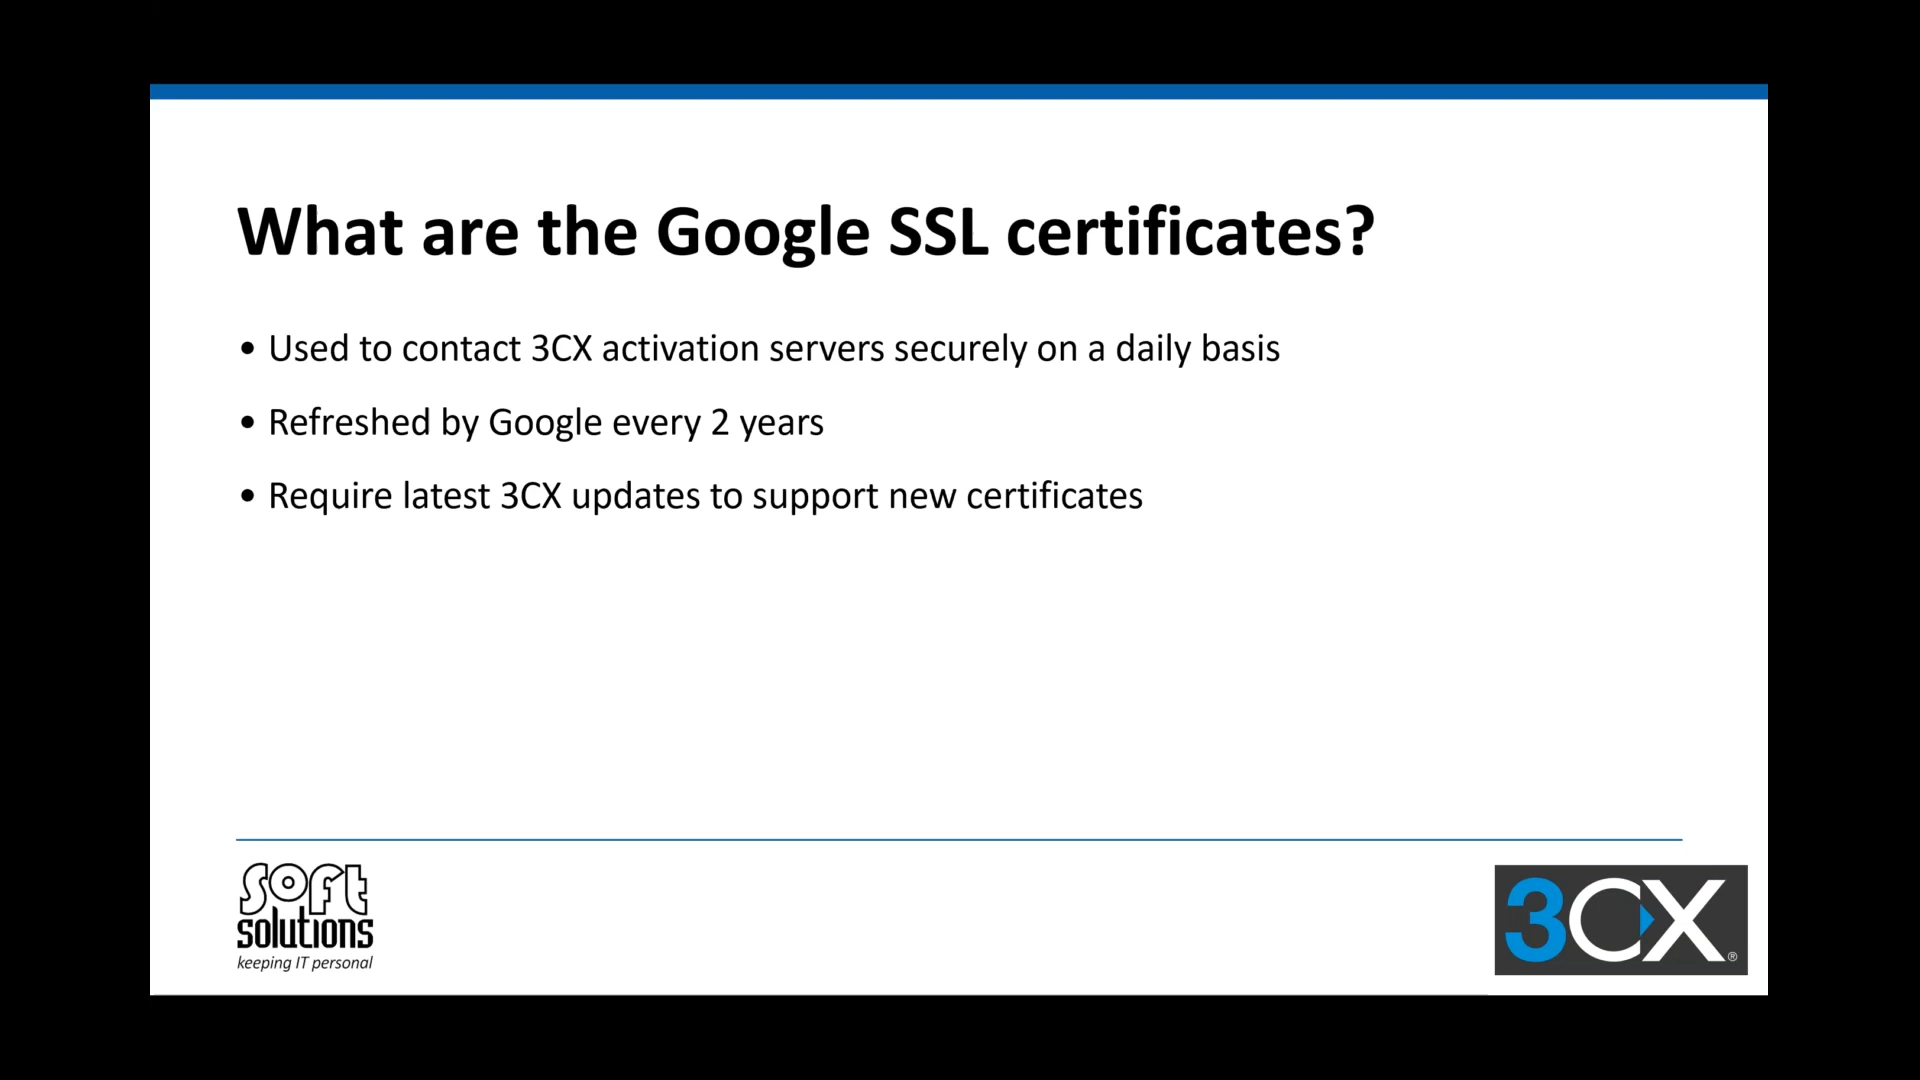 What are the Google SSL certificates?
• Used to contact 3CX activation servers securely on a daily basis
• Refreshed by Google every 2 years
• Require latest 3CX updates to support new certificates
soft
solutions
keeping IT personal
3CX®